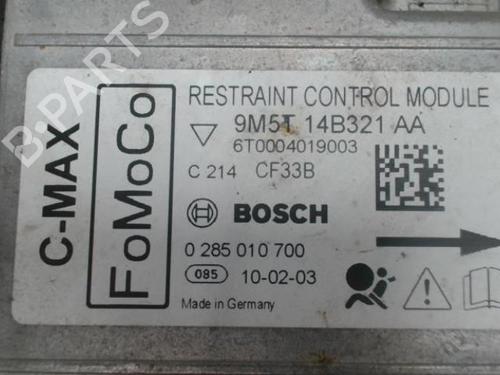 C-MAX
FoMoCo
RESTRAINT CONTROL MODULE
9M5T 14B321 AA
6T0004019003
C 214 CF33B
BOSCH
0 285 010 700
085 10-02-03
Made in Germany
B-PARTS